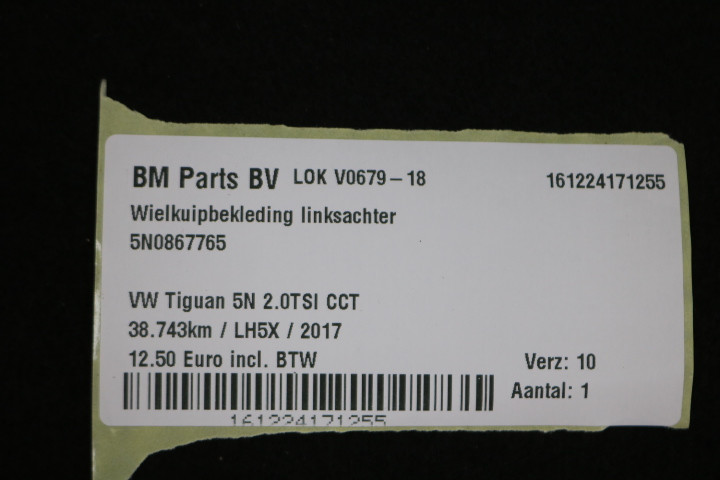 BM Parts BV LOK V0679-18 161224171255
Wielkuipbekleding linksachter
5N0867765
VW Tiguan 5N 2.0TSI CCT
38.743km / LH5X / 2017
12.50 Euro incl. BTW Verz: 10
Aantal: 1
161224171255